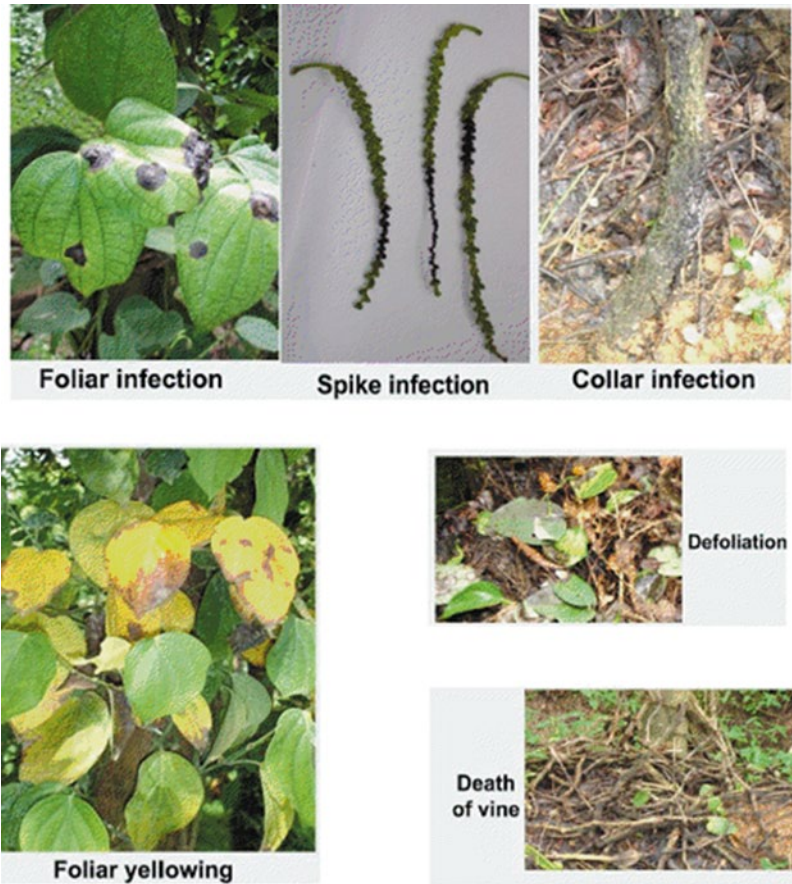 Foliar infection
Spike infection
Collar infection
Defoliation
Death
of vine
Foliar yellowing